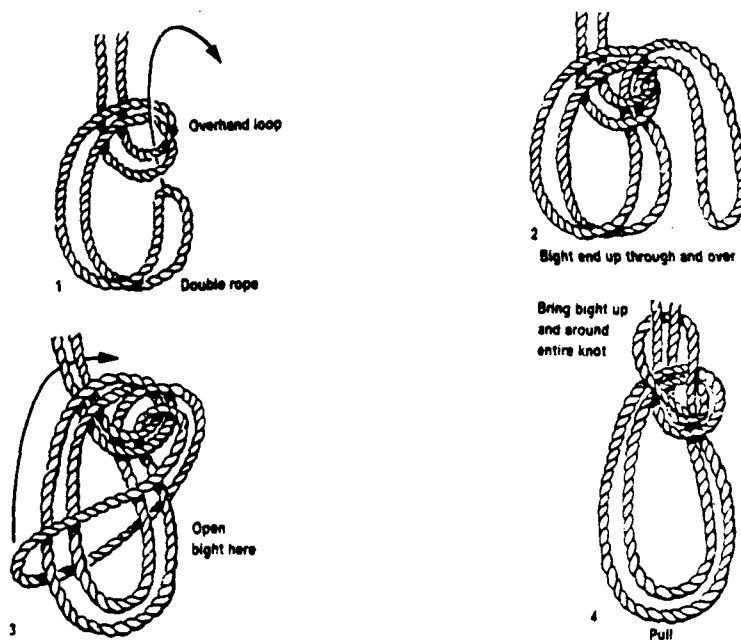 Overhand loop
Double rope
1
2
Bight end up through and over
Open
bight here
3
Bring bight up
and around
entire knot
4
Pull